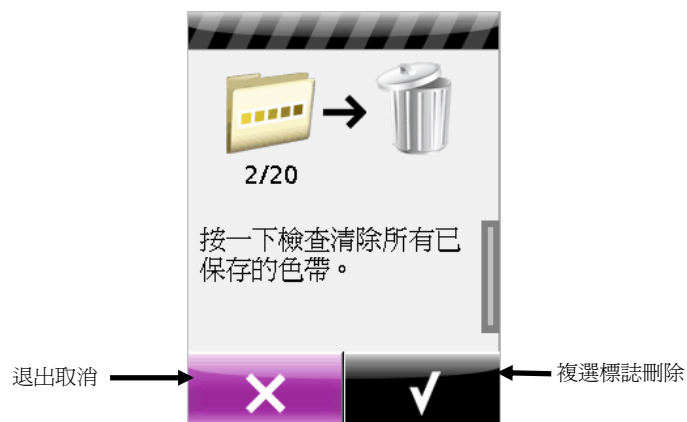 2/20
按一下檢查清除所有已
保存的色帶。
退出取消
複選標誌刪除